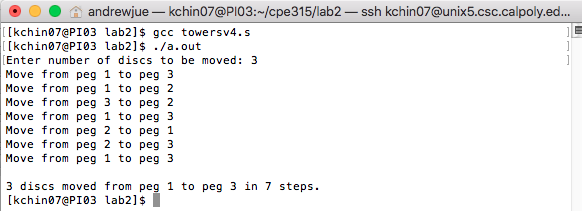 andrewjue — kchin07@PI03:~/cpe315/lab2 — ssh kchin07@unix5.csc.calpoly.ed...
[[kchin07@PI03 lab2]$ gcc towersv4.s ]
[[kchin07@PI03 lab2]$ ./a.out ]
[Enter number of discs to be moved: 3 ]
Move from peg 1 to peg 3
Move from peg 1 to peg 2
Move from peg 3 to peg 2
Move from peg 1 to peg 3
Move from peg 2 to peg 1
Move from peg 2 to peg 3
Move from peg 1 to peg 3
3 discs moved from peg 1 to peg 3 in 7 steps.
[kchin07@PI03 lab2]$